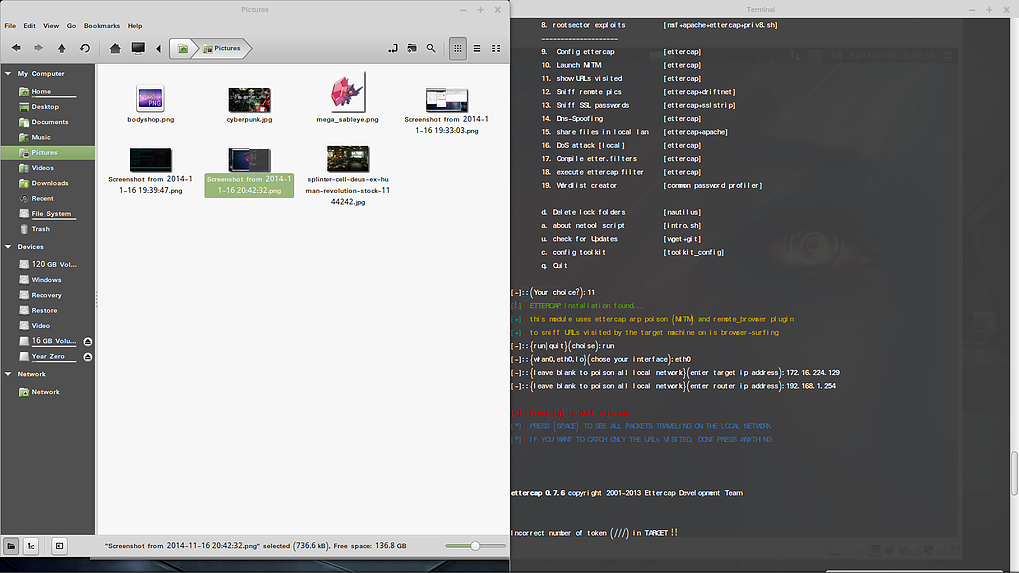 Pictures
File Edit View Go Bookmarks Help
Pictures
My Computer
Home
Desktop
Documents
Music
Pictures
Videos
Downloads
Recent
File System
Trash
Devices
120 GB Vol...
Windows
Recovery
Restore
Video
16 GB Volu...
Year Zero
Network
Network
PNG
bodyshop.png
cyberpunk.jpg
mega_sableye.png
Screenshot from 2014-1
1-16 19:33:03.png
Screenshot from 2014-1
1-16 19:39:47.png
Screenshot from 2014-1
1-16 20:42:32.png
splinter-cell-deus-ex-hu
man-revolution-stock-11
44242.jpg
"Screenshot from 2014-11-16 20:42:32.png" selected (736.6 kB), Free space: 136.8 GB
Terminal
8. rootsector exploits [msf+apache+ettercap+priv8.sh]
--------------------
9. Config ettercap [ettercap]
10. Launch MITM [ettercap]
11. show URLs visited [ettercap]
12. Sniff remote pics [ettercap+driftnet]
13. Sniff SSL passwords [ettercap+sslstrip]
14. Dns-Spoofing [ettercap]
15. share files in local lan [ettercap+apache]
16. DoS attack [local] [ettercap]
17. Compile etter.filters [ettercap]
18. execute ettercap filter [ettercap]
19. Wordlist creator [common password profiler]
d. Delete lock folders [nautilus]
a. about netool script [intro.sh]
u. check for Updates [wget+git]
c. config toolkit [toolkit_config]
q. Quit
[-]::(Your choice?): 11
[!] ETTERCAP installation found...
[+] this module uses ettercap arp poison (MITM) and remote_browser plugin
[+] to sniff URLs visited by the target machine on is browser-surfing
[-]::{run|quit}(choise): run
[-]::{wlan0,eth0,lo}(chose your interface): eth0
[-]::{leave blank to poison all local network}(enter target ip address): 172.16.224.129
[-]::{leave blank to poison all local network}(enter router ip address): 192.168.1.254
Press [q] to quit
[*] PRESS (SPACE) TO SEE ALL PACKETS TRAVELING ON THE LOCAL NETWORK
[*] IF YOU WANT TO CATCH ONLY THE URLs VISITED, DONT PRESS ANYTHING
ettercap 0.7.6 copyright 2001-2013 Ettercap Development Team
Incorrect number of token (///) in TARGET !!